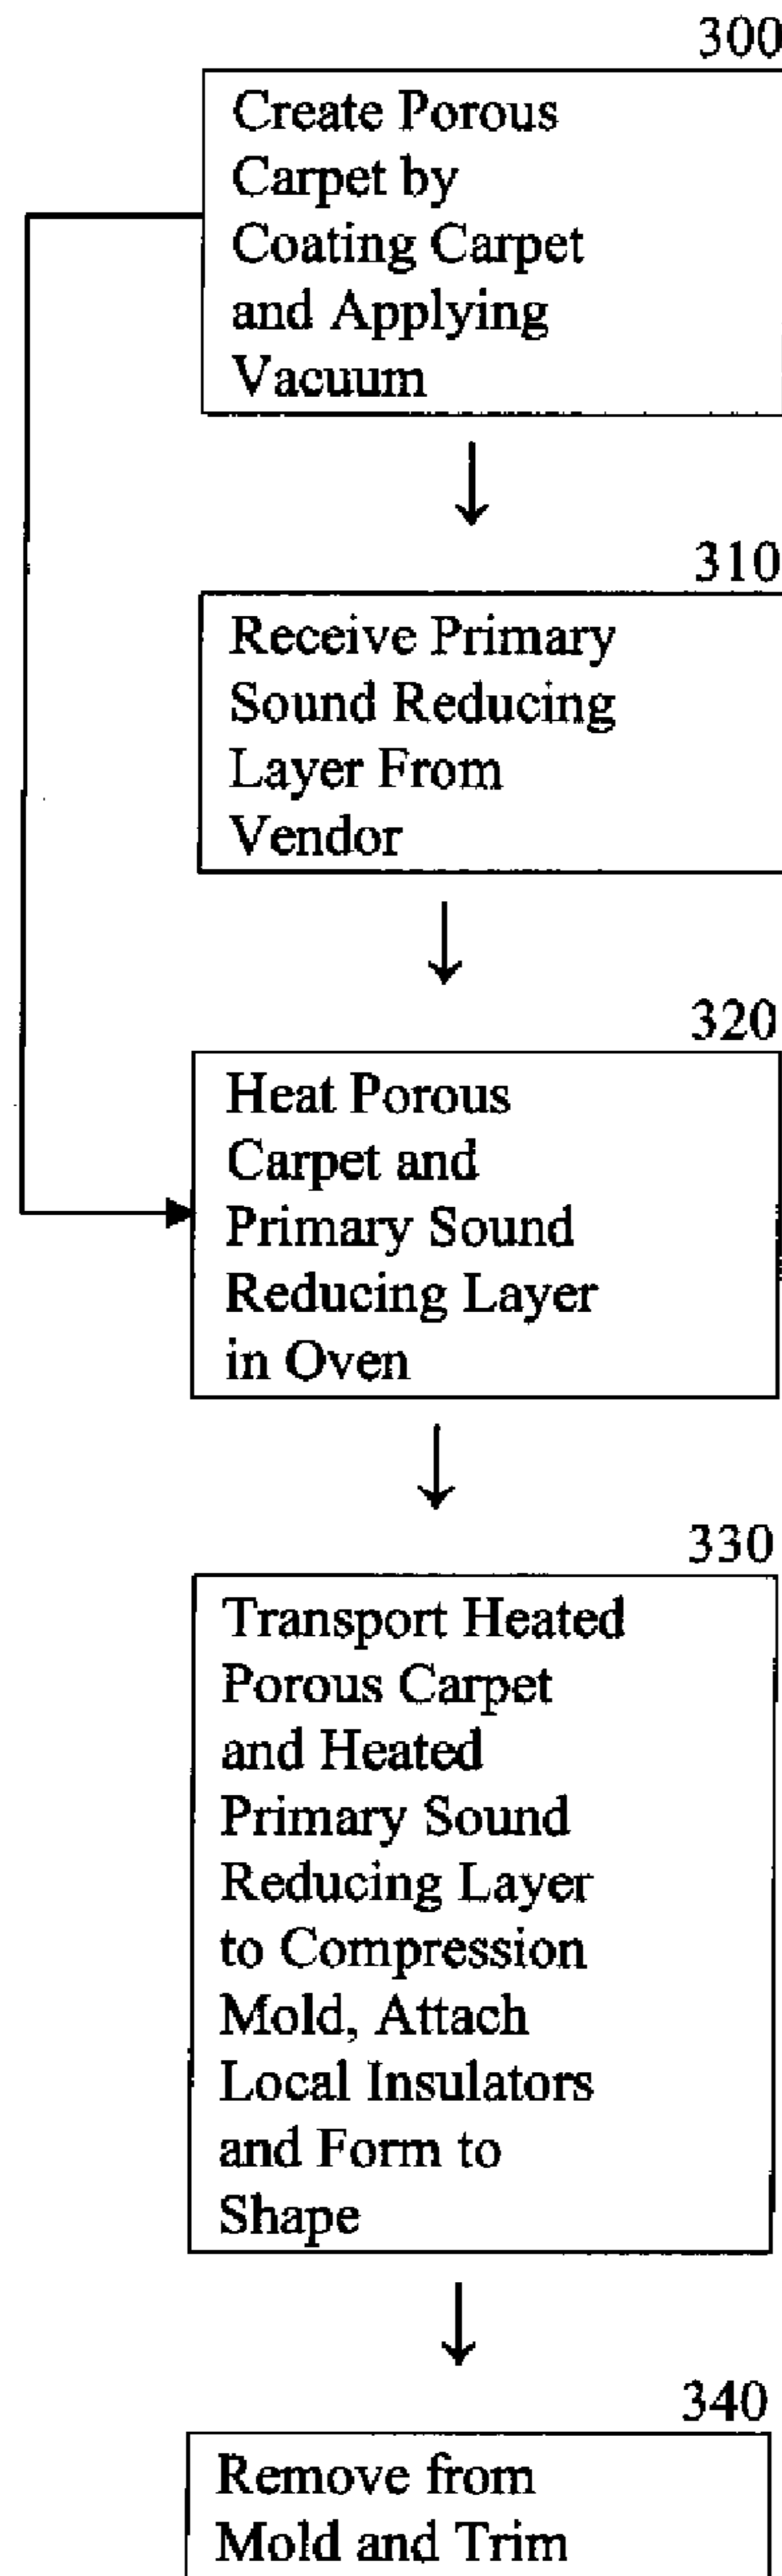 300
Create Porous
Carpet by
Coating Carpet
and Applying
Vacuum
310
Receive Primary
Sound Reducing
Layer From
Vendor
320
Heat Porous
Carpet and
Primary Sound
Reducing Layer
in Oven
330
Transport Heated
Porous Carpet
and Heated
Primary Sound
Reducing Layer
to Compression
Mold, Attach
Local Insulators
and Form to
Shape
340
Remove from
Mold and Trim